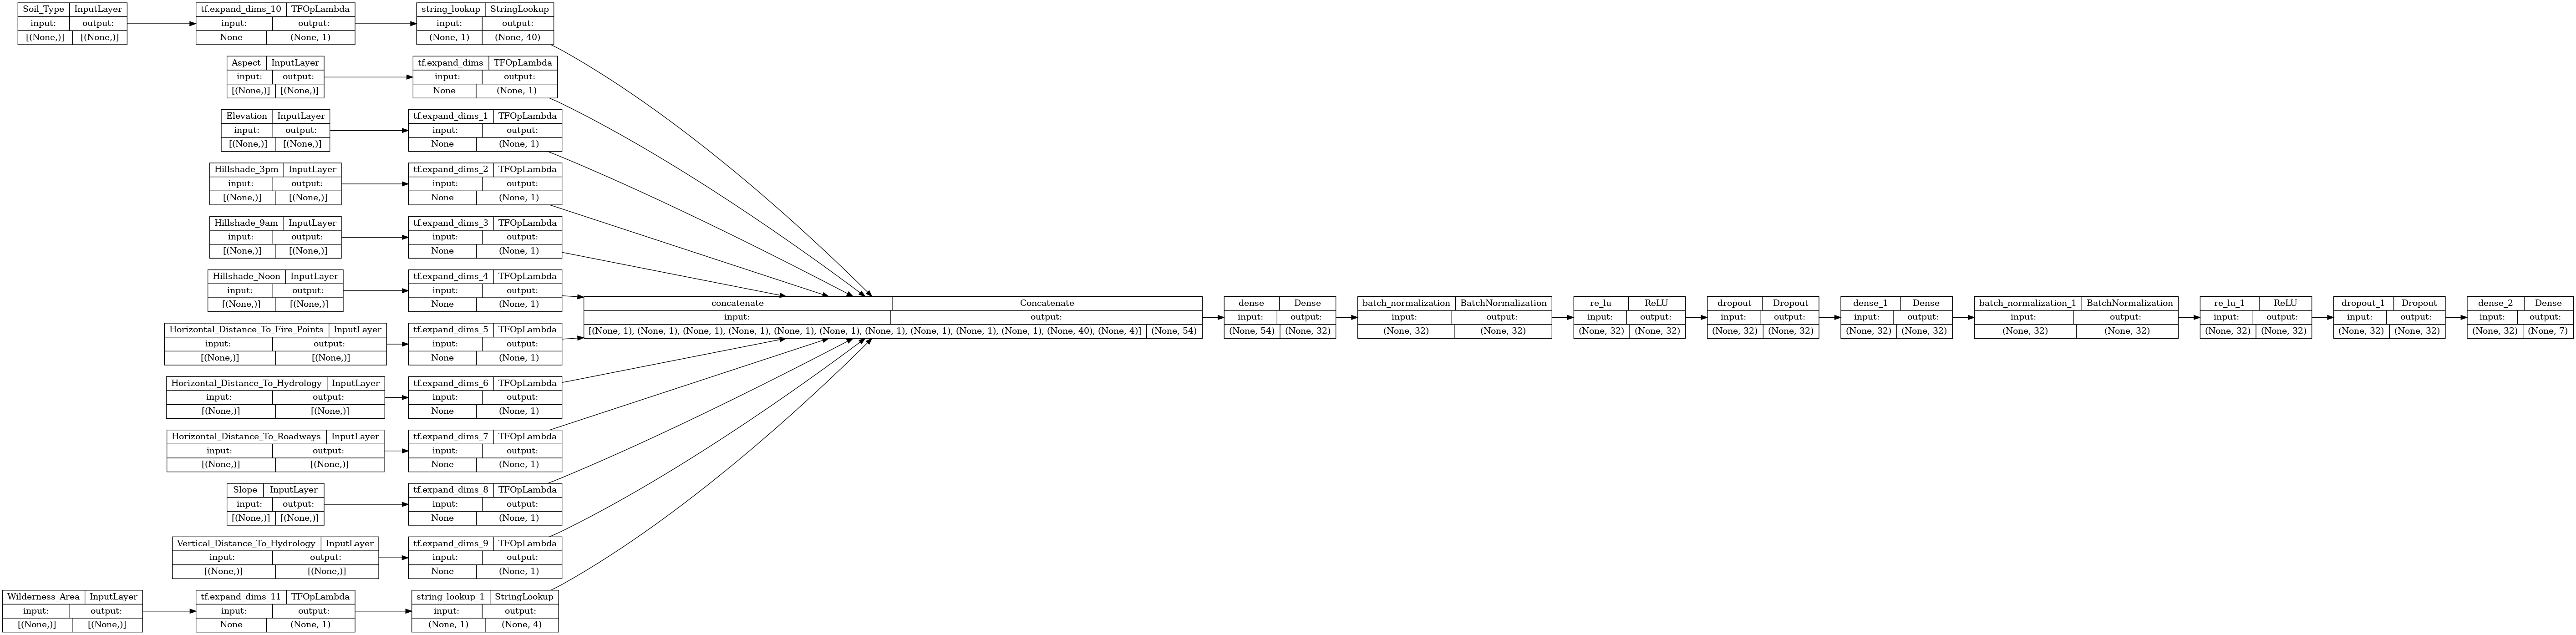 Soil_Type InputLayer
input: output:
[(None,)] [(None,)]
tf.expand_dims_10 TFOpLambda
input: output:
None (None, 1)
string_lookup StringLookup
input: output:
(None, 1) (None, 40)
Aspect InputLayer
input: output:
[(None,)] [(None,)]
tf.expand_dims TFOpLambda
input: output:
None (None, 1)
Elevation InputLayer
input: output:
[(None,)] [(None,)]
tf.expand_dims_1 TFOpLambda
input: output:
None (None, 1)
Hillshade_3pm InputLayer
input: output:
[(None,)] [(None,)]
tf.expand_dims_2 TFOpLambda
input: output:
None (None, 1)
Hillshade_9am InputLayer
input: output:
[(None,)] [(None,)]
tf.expand_dims_3 TFOpLambda
input: output:
None (None, 1)
Hillshade_Noon InputLayer
input: output:
[(None,)] [(None,)]
tf.expand_dims_4 TFOpLambda
input: output:
None (None, 1)
Horizontal_Distance_To_Fire_Points InputLayer
input: output:
[(None,)] [(None,)]
tf.expand_dims_5 TFOpLambda
input: output:
None (None, 1)
Horizontal_Distance_To_Hydrology InputLayer
input: output:
[(None,)] [(None,)]
tf.expand_dims_6 TFOpLambda
input: output:
None (None, 1)
Horizontal_Distance_To_Roadways InputLayer
input: output:
[(None,)] [(None,)]
tf.expand_dims_7 TFOpLambda
input: output:
None (None, 1)
Slope InputLayer
input: output:
[(None,)] [(None,)]
tf.expand_dims_8 TFOpLambda
input: output:
None (None, 1)
Vertical_Distance_To_Hydrology InputLayer
input: output:
[(None,)] [(None,)]
tf.expand_dims_9 TFOpLambda
input: output:
None (None, 1)
Wilderness_Area InputLayer
input: output:
[(None,)] [(None,)]
tf.expand_dims_11 TFOpLambda
input: output:
None (None, 1)
string_lookup_1 StringLookup
input: output:
(None, 1) (None, 4)
concatenate Concatenate
input: output:
[(None, 1), (None, 1), (None, 1), (None, 1), (None, 1), (None, 1), (None, 1), (None, 1), (None, 1), (None, 1), (None, 40), (None, 4)] (None, 54)
dense Dense
input: output:
(None, 54) (None, 32)
batch_normalization BatchNormalization
input: output:
(None, 32) (None, 32)
re_lu ReLU
input: output:
(None, 32) (None, 32)
dropout Dropout
input: output:
(None, 32) (None, 32)
dense_1 Dense
input: output:
(None, 32) (None, 32)
batch_normalization_1 BatchNormalization
input: output:
(None, 32) (None, 32)
re_lu_1 ReLU
input: output:
(None, 32) (None, 32)
dropout_1 Dropout
input: output:
(None, 32) (None, 32)
dense_2 Dense
input: output:
(None, 32) (None, 7)